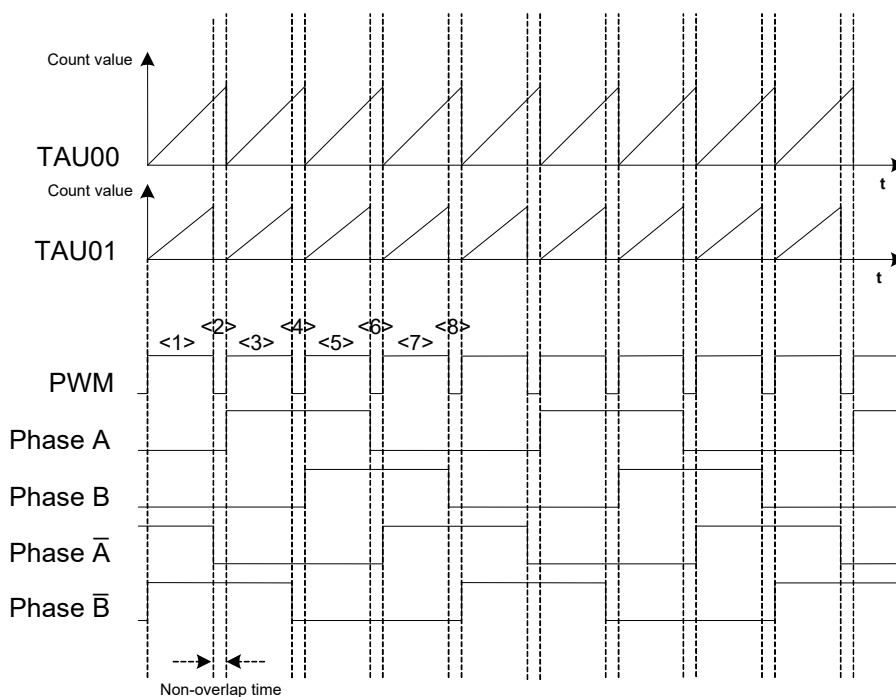 Count value
TAU00
t
Count value
TAU01
t
<1> <2> <3> <4> <5> <6> <7> <8>
PWM
Phase A
Phase B
Phase A̅
Phase B̅
Non-overlap time